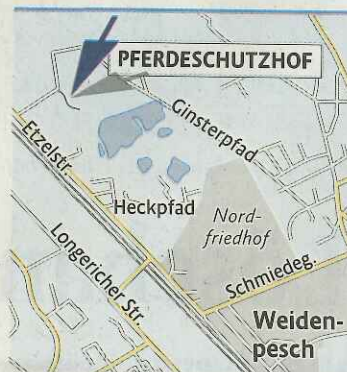 PFERDESCHUTZHOF
Ginsterpfad
Etzelstr.
Heckpfad
Nord-
friedhof
Longericher Str.
Schmiedeg.
Weiden-
pesch